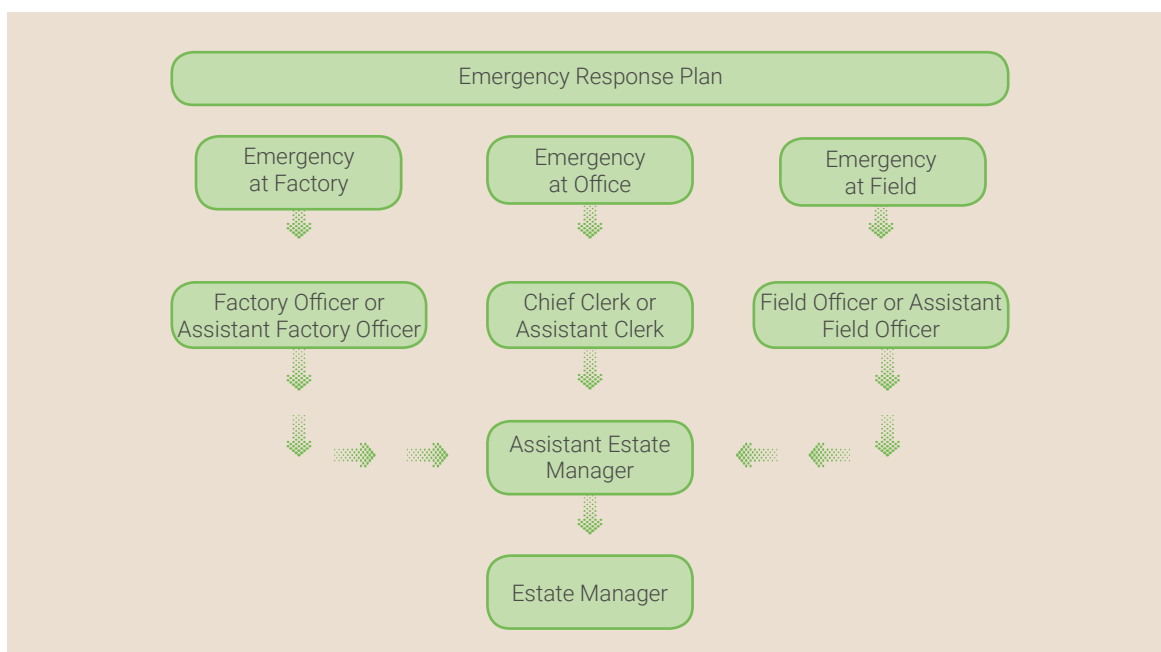 Emergency Response Plan
Emergency
at Factory
Emergency
at Office
Emergency
at Field
Factory Officer or
Assistant Factory Officer
Chief Clerk or
Assistant Clerk
Field Officer or Assistant
Field Officer
Assistant Estate
Manager
Estate Manager